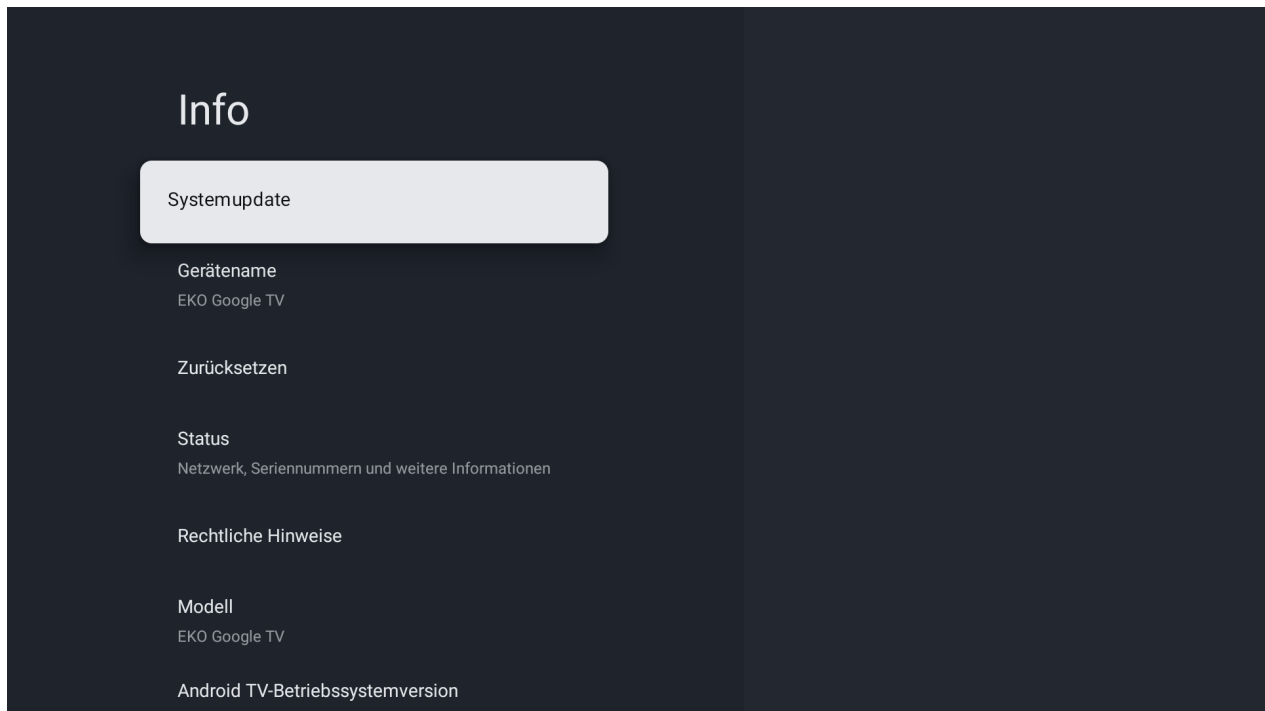 Info
Systemupdate
Gerätename
EKO Google TV
Zurücksetzen
Status
Netzwerk, Seriennummern und weitere Informationen
Rechtliche Hinweise
Modell
EKO Google TV
Android TV-Betriebssystemversion